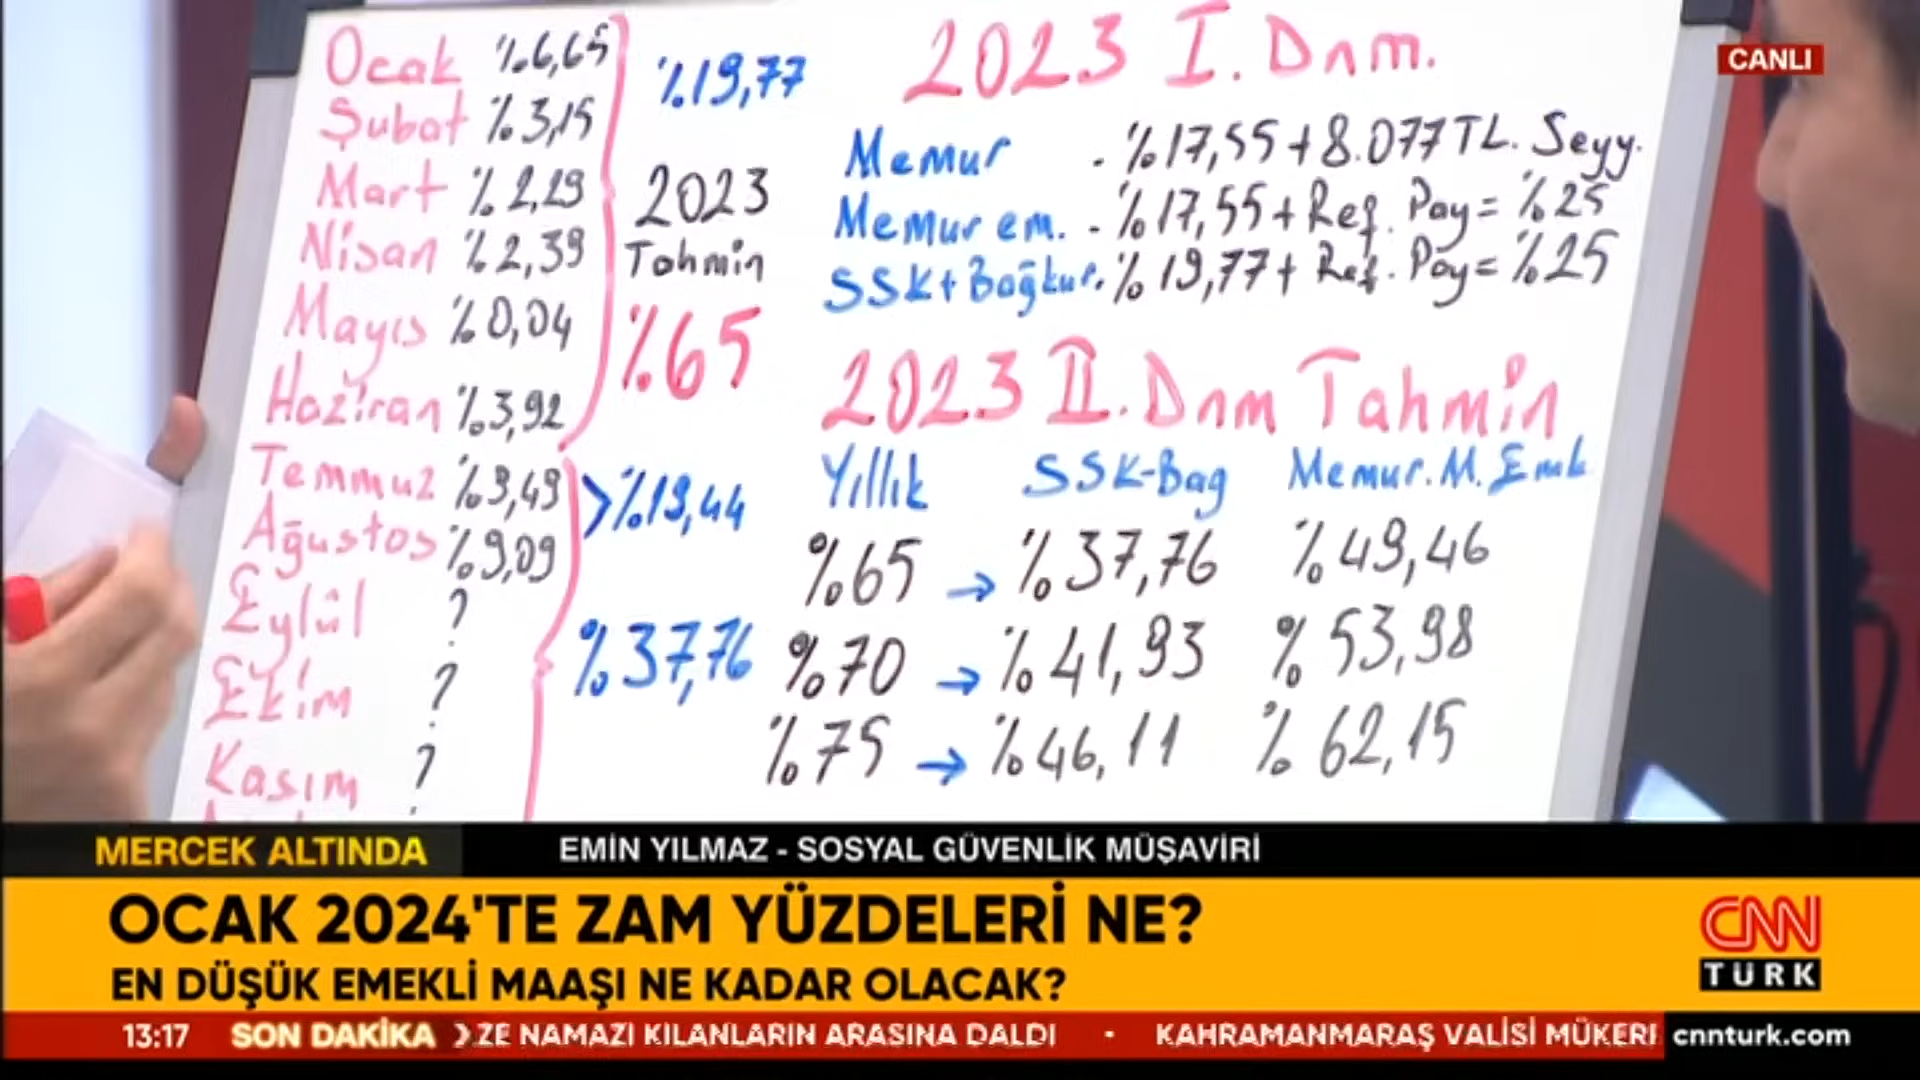 Ocak %6,65
Şubat %3,15
Mart %2,29
Nisan %2,39
Mayıs %0,04
Haziran %3,92
Temmuz %9,49
Ağustos %9,09
Eylül ?
Ekim ?
Kasım ?
%19,77
2023
Tahmin
%65
>%19,44
%37,76
2023 I. Dnm.
Memur . %17,55 + 8.077 TL. Seyy.
Memur em. . %17,55 + Ref. Pay = %25
SSK + Bağkur. %19,77 + Ref. Pay = %25
2023 II. Dnm Tahmin
Yıllık SSK-Bag Memur. M. Emk
%65 → %37,76 %49,46
%70 → %41,93 %53,98
%75 → %46,11 %62,15
CANLI
MERCEK ALTINDA
EMİN YILMAZ - SOSYAL GÜVENLİK MÜŞAVİRİ
OCAK 2024'TE ZAM YÜZDELERİ NE?
EN DÜŞÜK EMEKLİ MAAŞI NE KADAR OLACAK?
CNN
TÜRK
13:17 SON DAKİKA ZE NAMAZI KILANLARIN ARASINA DALDI • KAHRAMANMARAŞ VALİSİ MÜKERR cnnturk.com